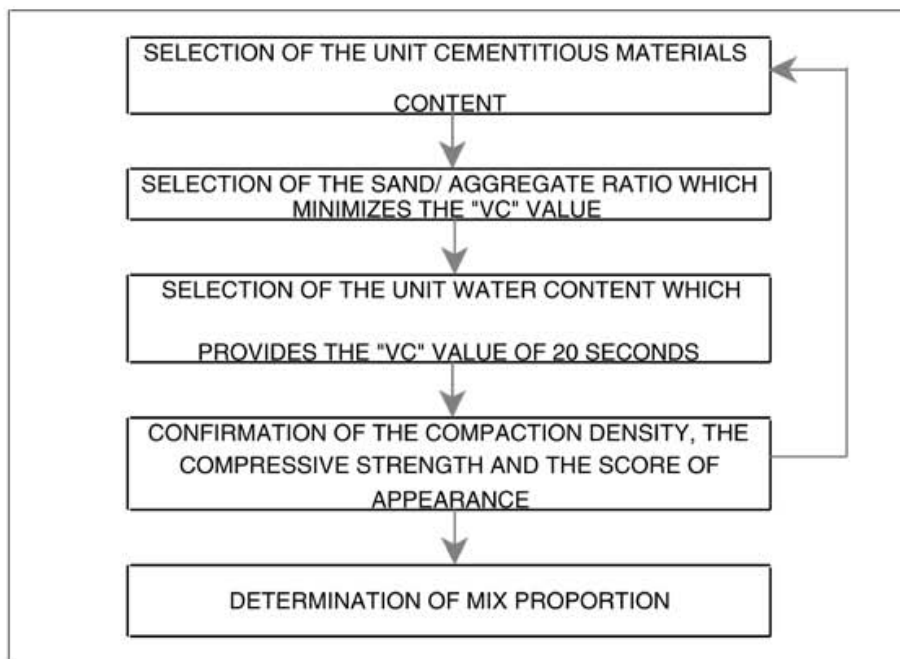 SELECTION OF THE UNIT CEMENTITIOUS MATERIALS
CONTENT
SELECTION OF THE SAND/ AGGREGATE RATIO WHICH
MINIMIZES THE "VC" VALUE
SELECTION OF THE UNIT WATER CONTENT WHICH
PROVIDES THE "VC" VALUE OF 20 SECONDS
CONFIRMATION OF THE COMPACTION DENSITY, THE
COMPRESSIVE STRENGTH AND THE SCORE OF
APPEARANCE
DETERMINATION OF MIX PROPORTION